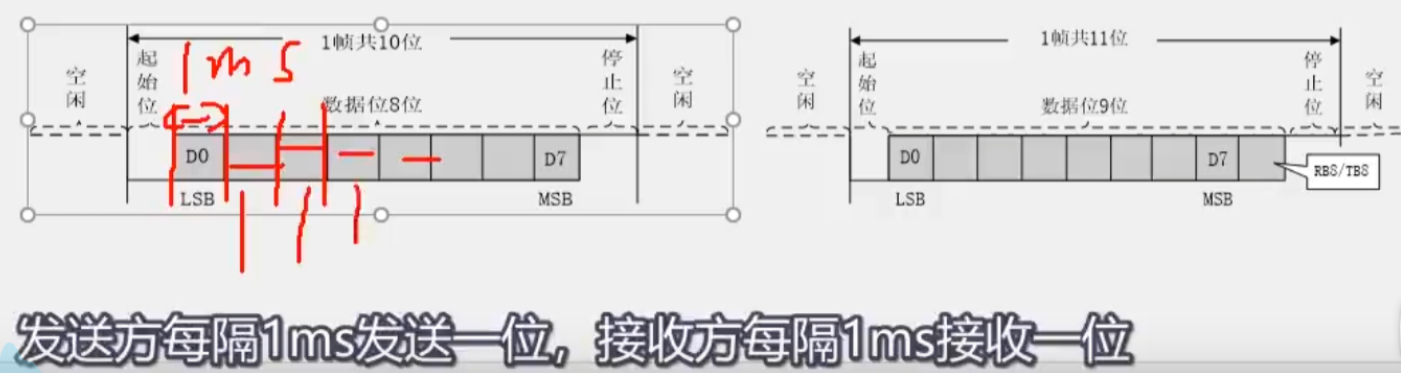 1帧共10位
空闲
起始位
1ms
数据位8位
停止位
空闲
D0
D7
LSB
MSB
1帧共11位
空闲
起始位
数据位9位
停止位
空闲
D0
D7
RB8/TB8
LSB
MSB
发送方每隔1ms发送一位，接收方每隔1ms接收一位